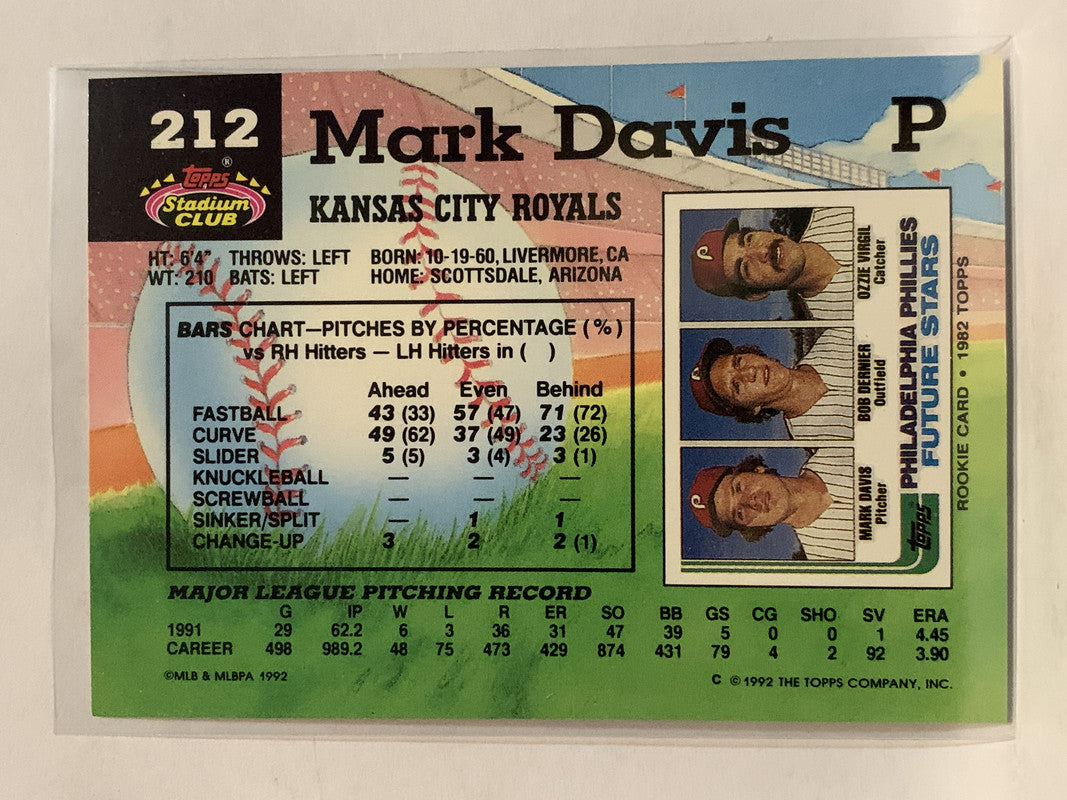 212
Topps®
Stadium
CLUB
Mark Davis P
KANSAS CITY ROYALS
HT: 6'4" THROWS: LEFT BORN: 10-19-60, LIVERMORE, CA
WT: 210 BATS: LEFT HOME: SCOTTSDALE, ARIZONA
BARS CHART—PITCHES BY PERCENTAGE (%)
vs RH Hitters — LH Hitters in ( )
Ahead Even Behind
FASTBALL 43 (33) 57 (47) 71 (72)
CURVE 49 (62) 37 (49) 23 (26)
SLIDER 5 (5) 3 (4) 3 (1)
KNUCKLEBALL — — —
SCREWBALL — — —
SINKER/SPLIT — 1 1
CHANGE-UP 3 2 2 (1)
OZZIE VIRGIL
Catcher
BOB DERNIER
Outfield
MARK DAVIS
Pitcher
Topps
PHILADELPHIA PHILLIES
FUTURE STARS
ROOKIE CARD • 1982 TOPPS
MAJOR LEAGUE PITCHING RECORD
G IP W L R ER SO BB GS CG SHO SV ERA
1991 29 62.2 6 3 36 31 47 39 5 0 0 1 4.45
CAREER 498 989.2 48 75 473 429 874 431 79 4 2 92 3.90
©MLB & MLBPA 1992
C © 1992 THE TOPPS COMPANY, INC.